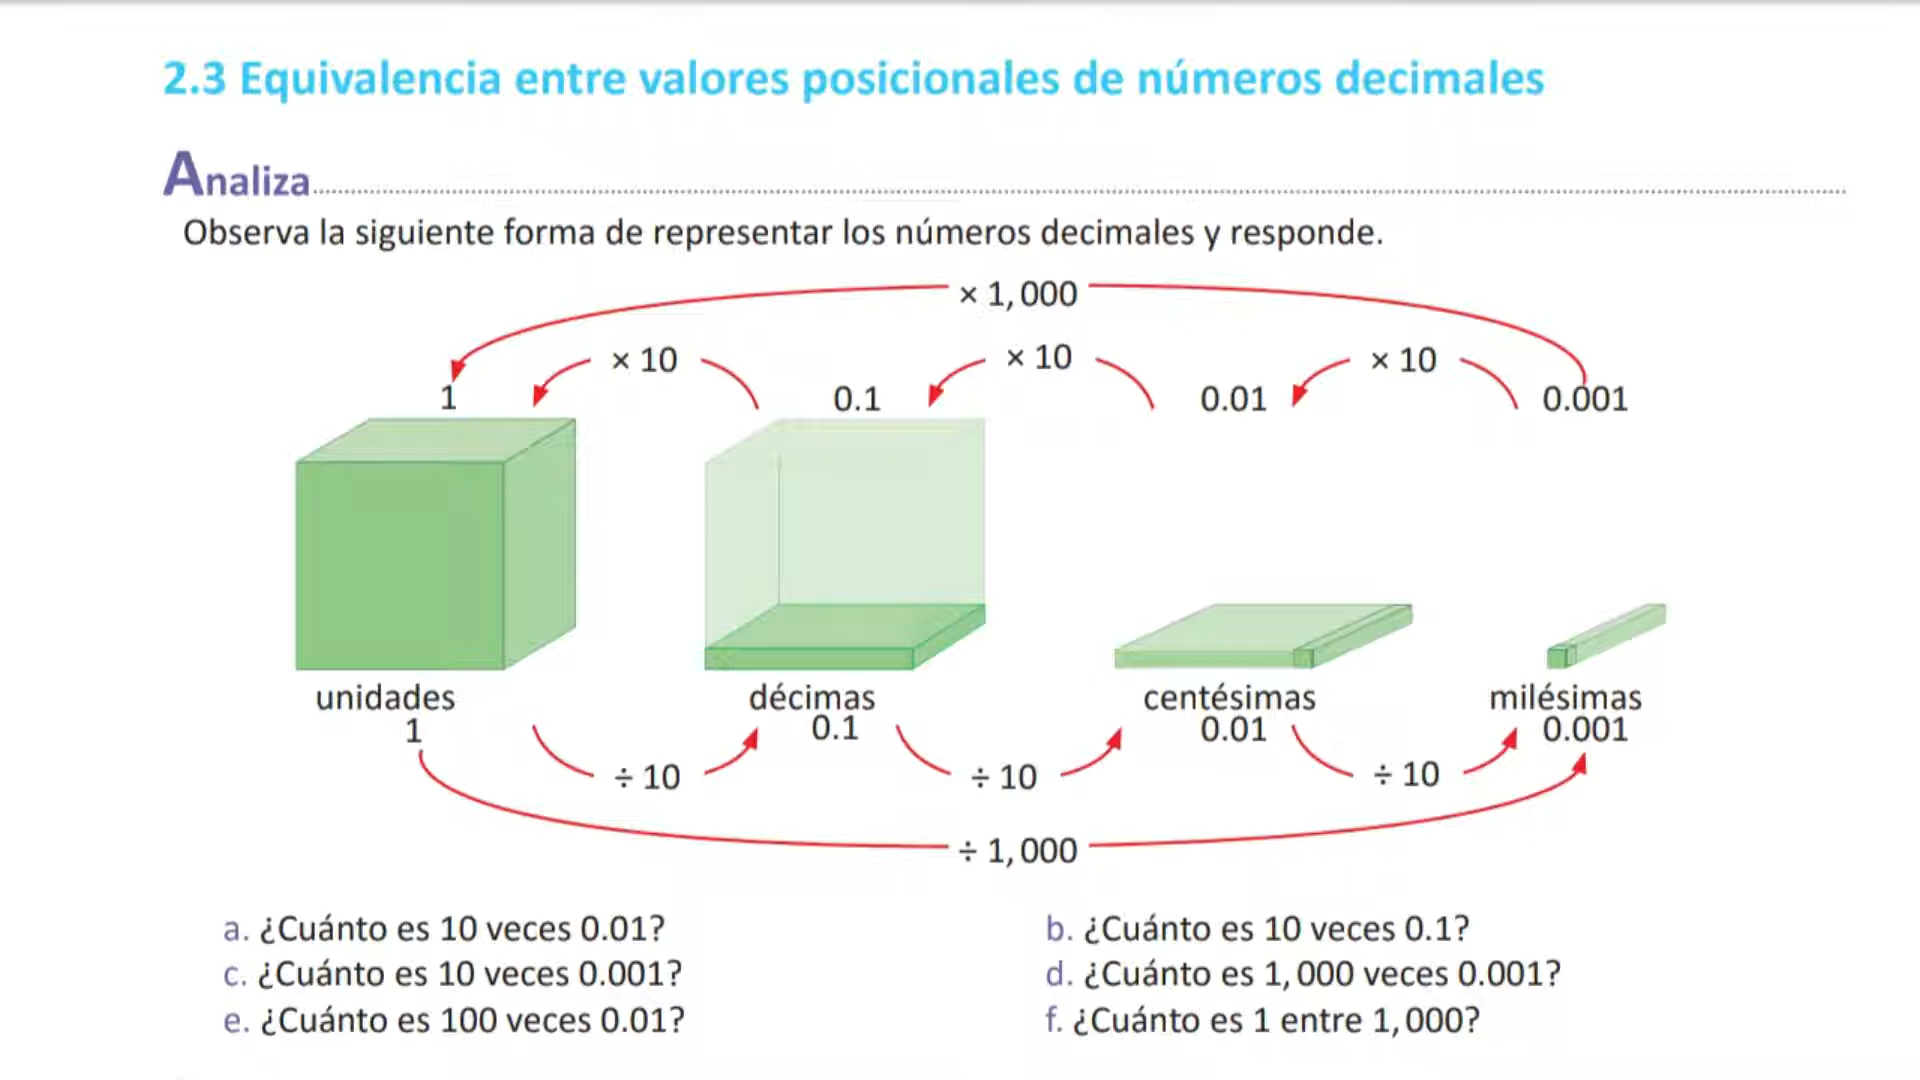 2.3 Equivalencia entre valores posicionales de números decimales
Analiza
Observa la siguiente forma de representar los números decimales y responde.
× 1,000
× 10 × 10 × 10
1 0.1 0.01 0.001
unidades décimas centésimas milésimas
1 0.1 0.01 0.001
÷ 10 ÷ 10 ÷ 10
÷ 1,000
a. ¿Cuánto es 10 veces 0.01? b. ¿Cuánto es 10 veces 0.1?
c. ¿Cuánto es 10 veces 0.001? d. ¿Cuánto es 1,000 veces 0.001?
e. ¿Cuánto es 100 veces 0.01? f. ¿Cuánto es 1 entre 1,000?